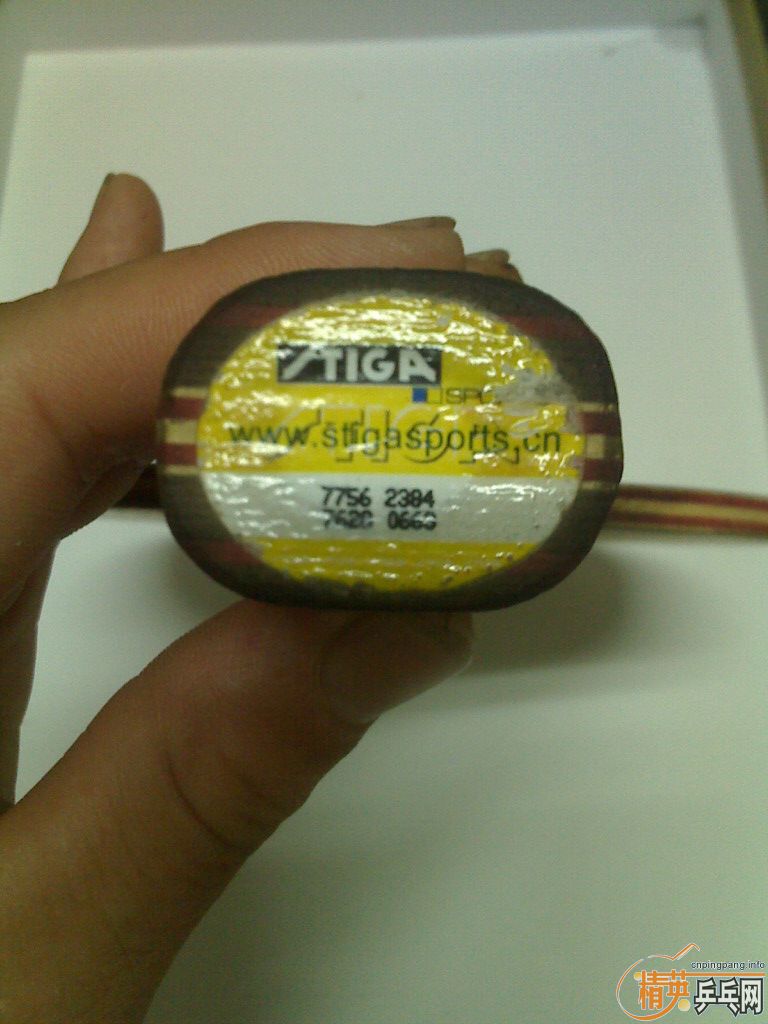 STIGA
www.stigasports.cn
7756 2384
cnpingpang.info
精英乒乓网